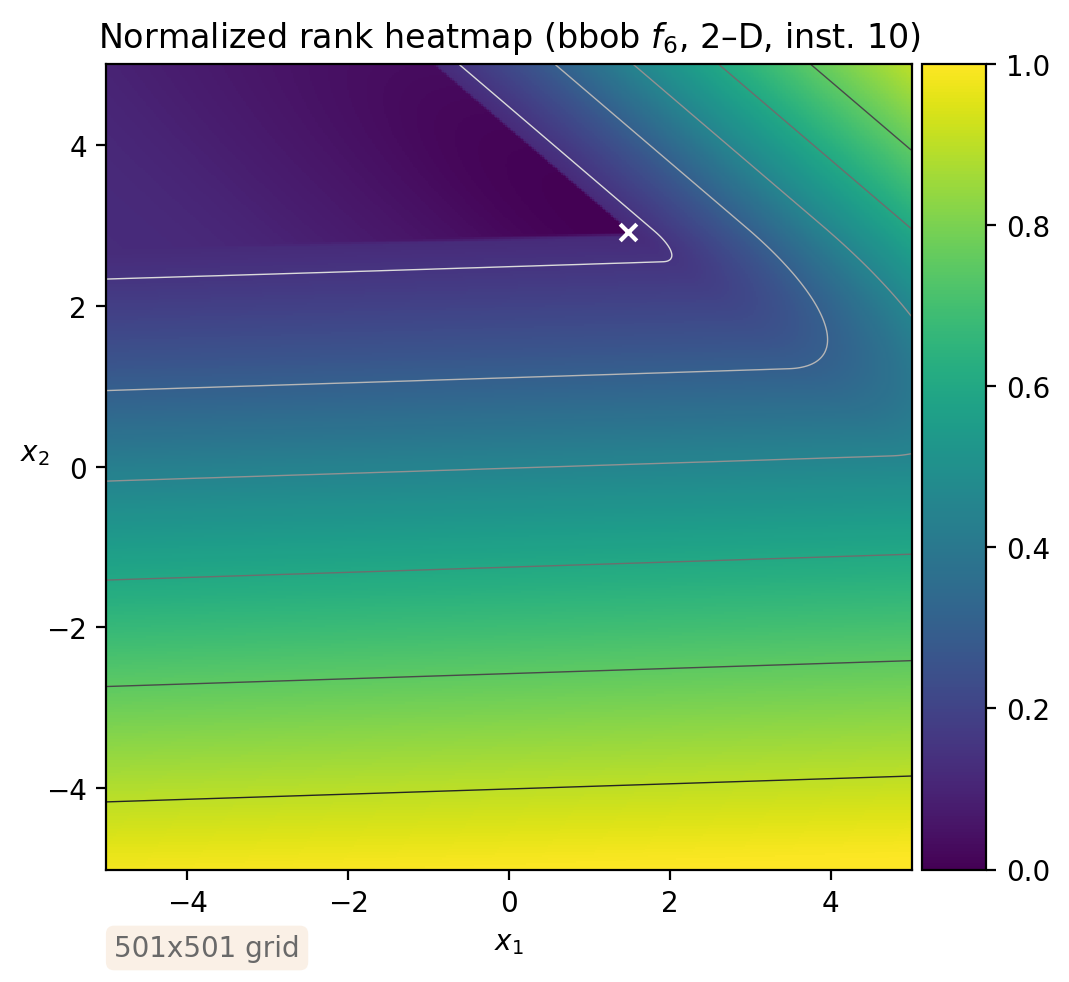 Normalized rank heatmap (bbob f₆, 2–D, inst. 10)
1.0
0.8
0.6
0.4
0.2
0.0
x₂
4
2
0
−2
−4
−4 −2 0 2 4
x₁
501x501 grid